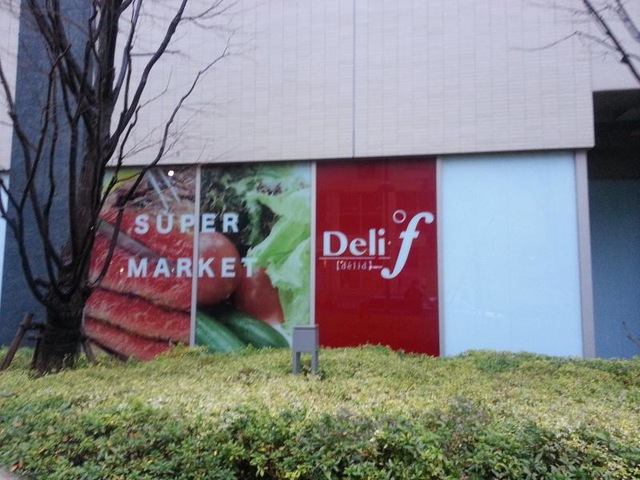 SUPER
MARKET
Deli °f